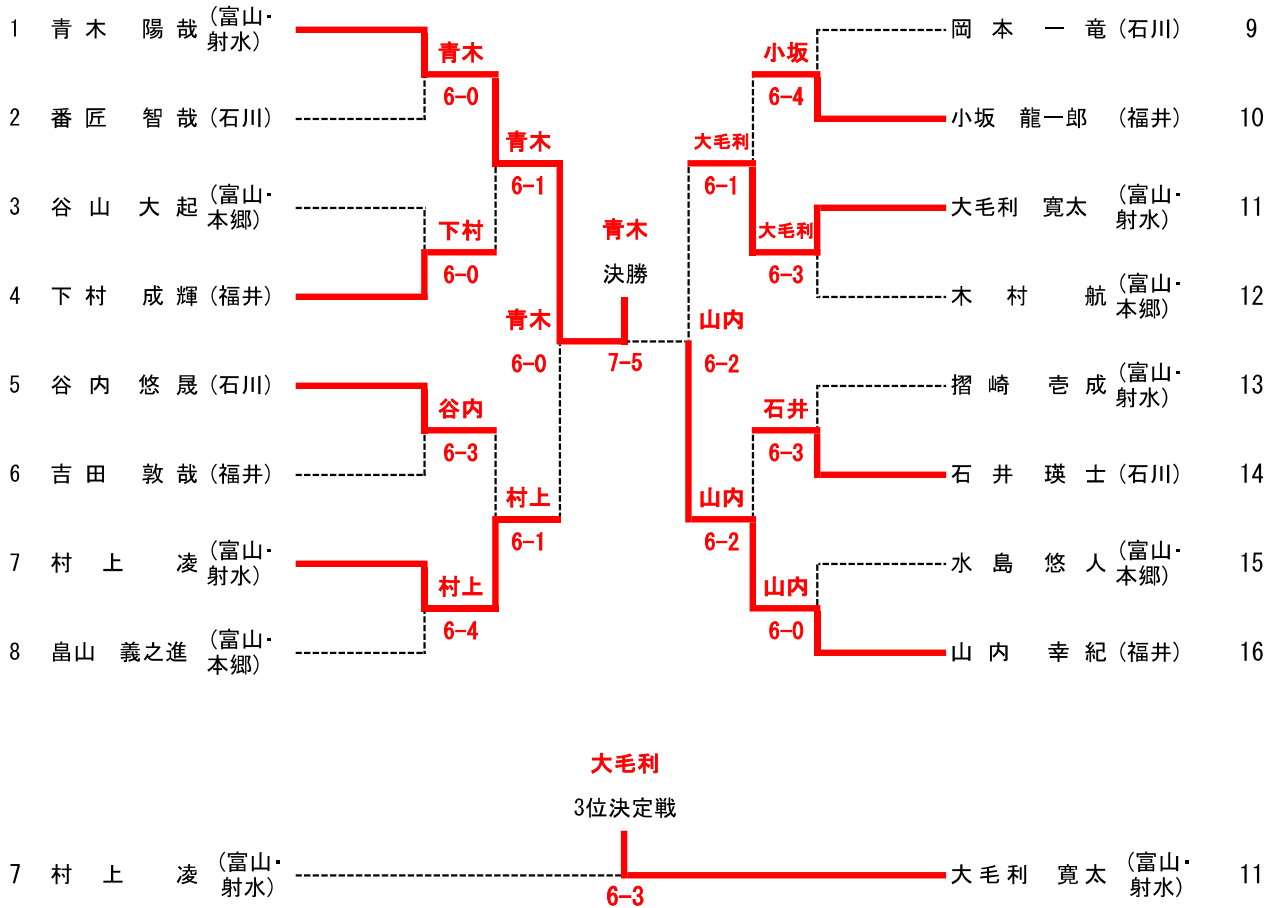 1 青木 陽哉 (富山・射水)
2 番匠 智哉 (石川)
3 谷山 大起 (富山・本郷)
4 下村 成輝 (福井)
5 谷内 悠晟 (石川)
6 吉田 敦哉 (福井)
7 村上 凌 (富山・射水)
8 畠山 義之進 (富山・本郷)
青木
6-0
下村
6-0
谷内
6-3
村上
6-4
青木
6-1
村上
6-1
青木
6-0
青木
決勝
7-5
山内
6-2
大毛利
6-1
山内
6-2
小坂
6-4
大毛利
6-3
石井
6-3
山内
6-0
岡本 一竜 (石川) 9
小坂 龍一郎 (福井) 10
大毛利 寛太 (富山・射水) 11
木村 航 (富山・本郷) 12
摺崎 壱成 (富山・射水) 13
石井 瑛士 (石川) 14
水島 悠人 (富山・本郷) 15
山内 幸紀 (福井) 16
大毛利
3位決定戦
7 村上 凌 (富山・射水)
6-3
大毛利 寛太 (富山・射水) 11